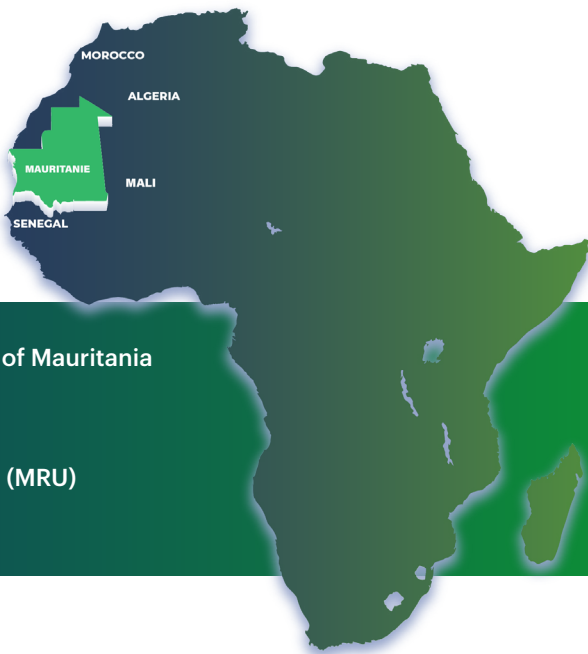 MOROCCO
ALGERIA
MAURITANIE
MALI
SENEGAL
of Mauritania
(MRU)